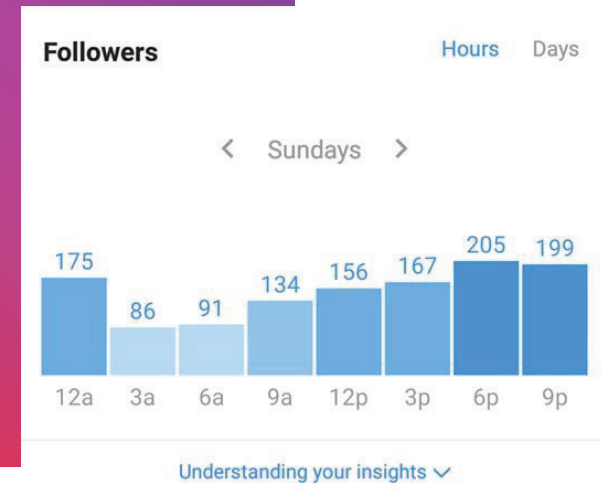 Followers Hours Days
< Sundays >
175 86 91 134 156 167 205 199
12a 3a 6a 9a 12p 3p 6p 9p
Understanding your insights